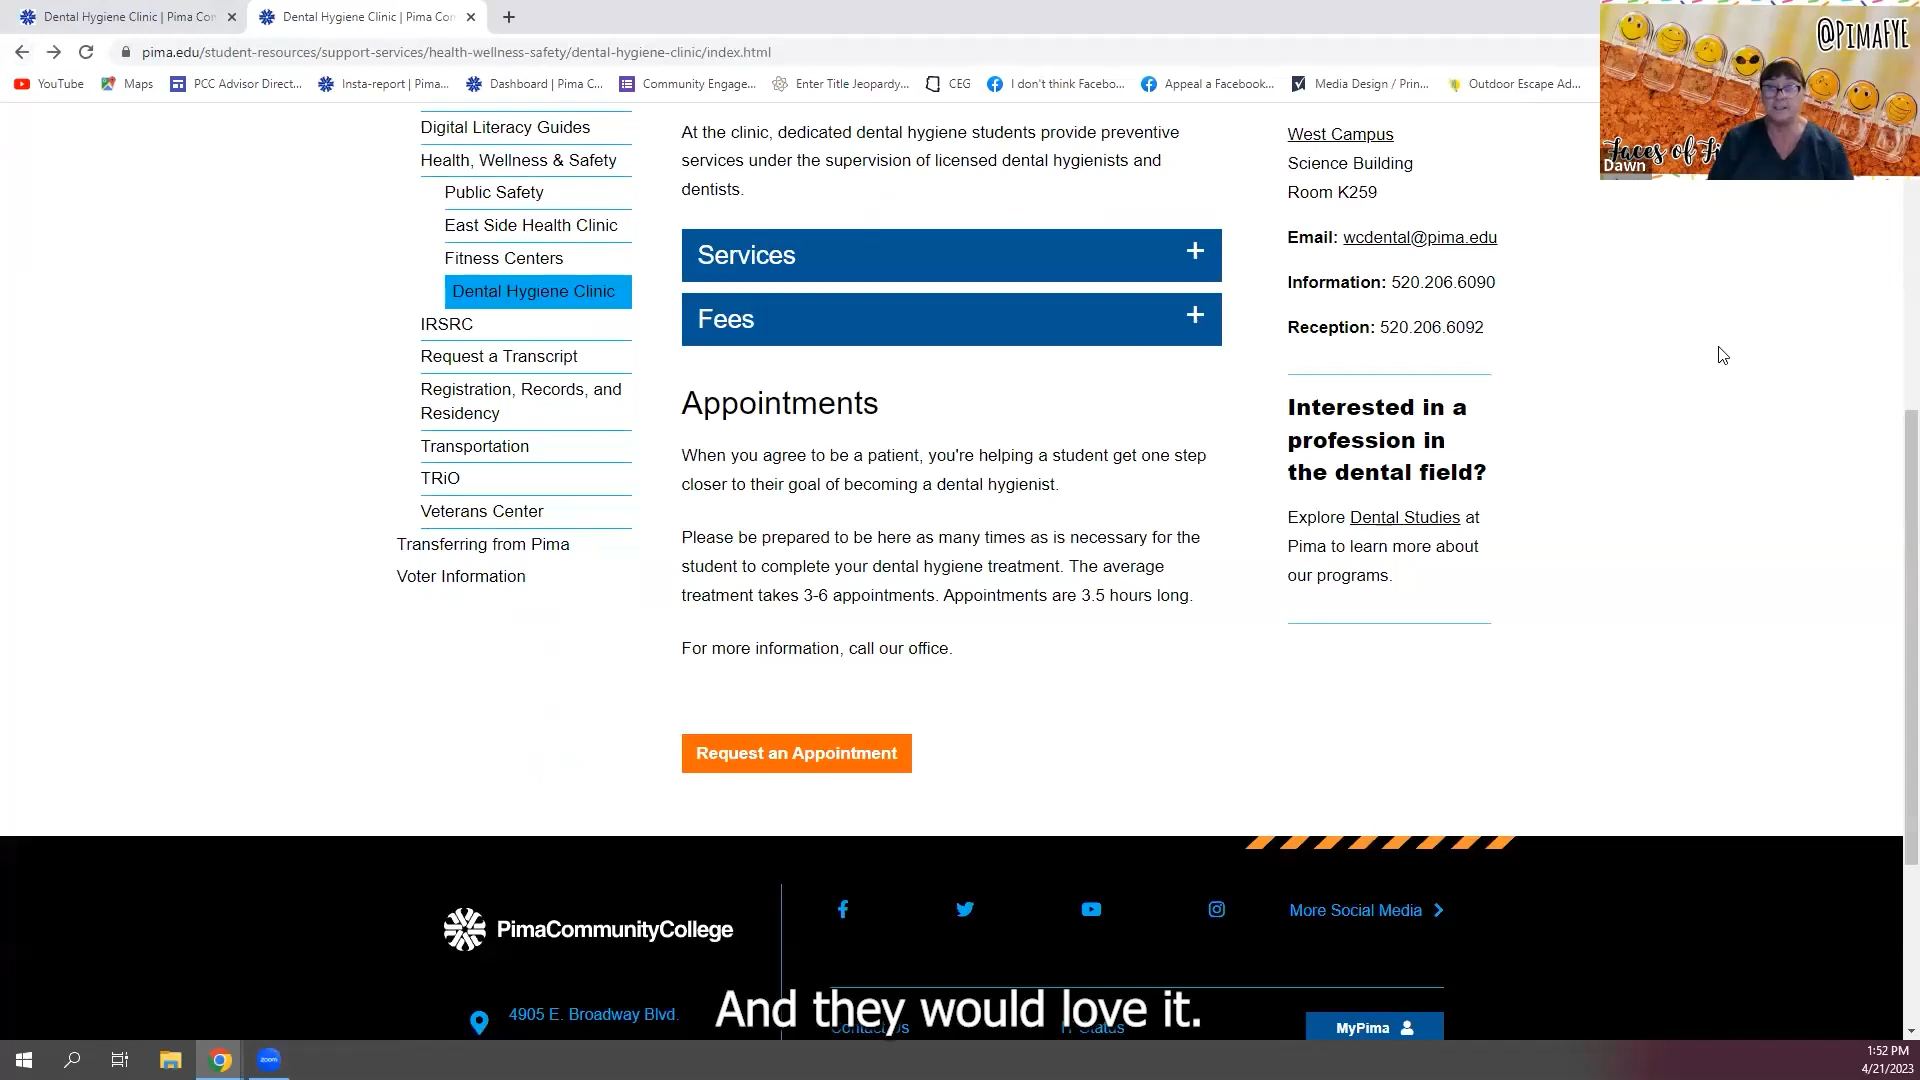 Dental Hygiene Clinic | Pima Cor
Dental Hygiene Clinic | Pima Con
pima.edu/student-resources/support-services/health-wellness-safety/dental-hygiene-clinic/index.html
YouTube
Maps
PCC Advisor Direct...
Insta-report | Pima...
Dashboard | Pima C...
Community Engage...
Enter Title Jeopardy...
CEG
I don't think Facebo...
Appeal a Facebook...
Media Design / Prin...
Outdoor Escape Ad...
@PIMAFYE
Faces of
Dawn
Digital Literacy Guides
Health, Wellness & Safety
Public Safety
East Side Health Clinic
Fitness Centers
Dental Hygiene Clinic
IRSRC
Request a Transcript
Registration, Records, and
Residency
Transportation
TRiO
Veterans Center
Transferring from Pima
Voter Information
At the clinic, dedicated dental hygiene students provide preventive
services under the supervision of licensed dental hygienists and
dentists.
Services
Fees
Appointments
When you agree to be a patient, you're helping a student get one step
closer to their goal of becoming a dental hygienist.
Please be prepared to be here as many times as is necessary for the
student to complete your dental hygiene treatment. The average
treatment takes 3-6 appointments. Appointments are 3.5 hours long.
For more information, call our office.
Request an Appointment
West Campus
Science Building
Room K259
Email: wcdental@pima.edu
Information: 520.206.6090
Reception: 520.206.6092
Interested in a
profession in
the dental field?
Explore Dental Studies at
Pima to learn more about
our programs.
PimaCommunityCollege
More Social Media
4905 E. Broadway Blvd.
Contact Us
IT Status
MyPima
And they would love it.
zoom
1:52 PM
4/21/2023